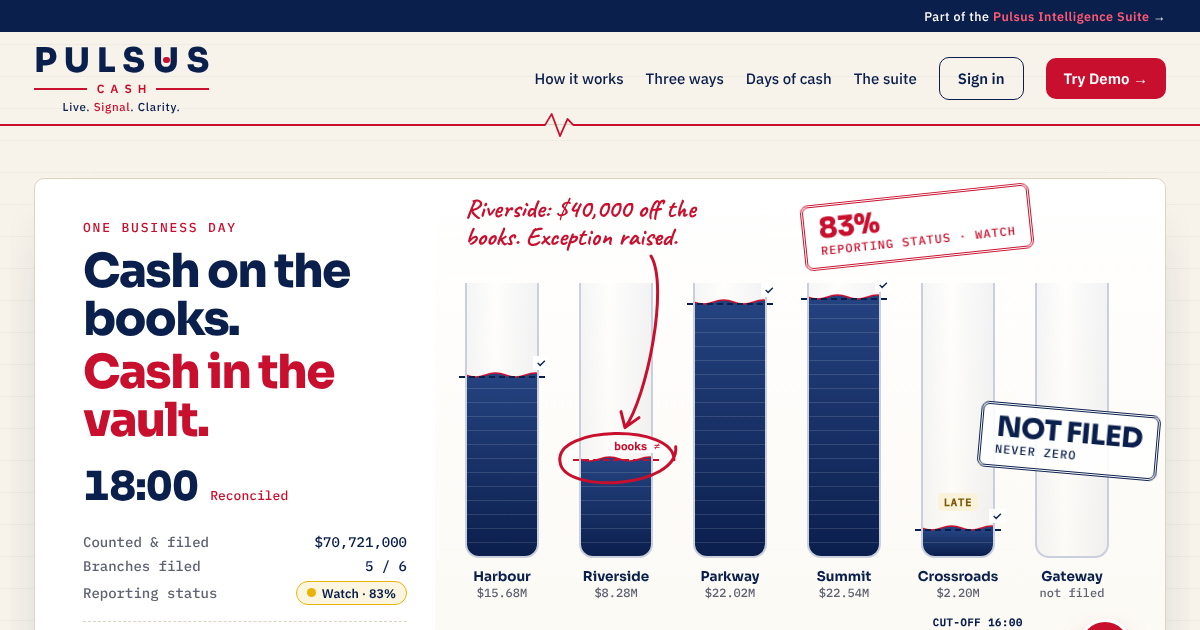 Part of the Pulsus Intelligence Suite →
PULSUS
CASH
Live. Signal. Clarity.
How it works
Three ways
Days of cash
The suite
Sign in
Try Demo →
ONE BUSINESS DAY
Cash on the
books.
Cash in the
vault.
18:00 Reconciled
Counted & filed $70,721,000
Branches filed 5 / 6
Reporting status Watch · 83%
Riverside: $40,000 off the
books. Exception raised.
83%
REPORTING STATUS · WATCH
books ≠
NOT FILED
NEVER ZERO
LATE
Harbour
$15.68M
Riverside
$8.28M
Parkway
$22.02M
Summit
$22.54M
Crossroads
$2.20M
Gateway
not filed
CUT-OFF 16:00